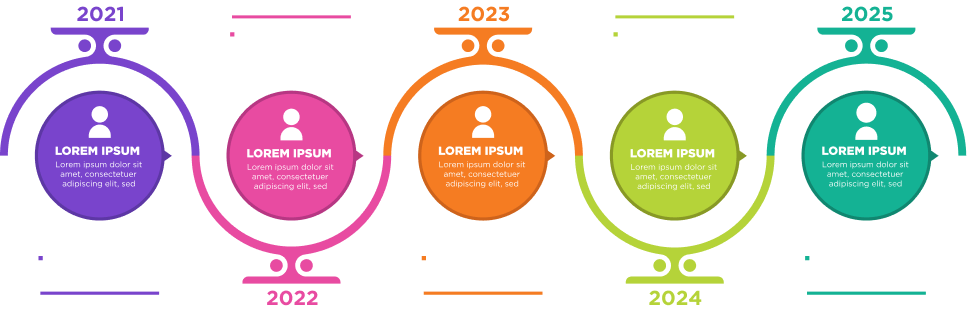 2021
LOREM IPSUM
Lorem ipsum dolor sit
amet, consectetuer
adipiscing elit, sed
LOREM IPSUM
Lorem ipsum dolor sit
amet, consectetuer
adipiscing elit, sed
2022
2023
LOREM IPSUM
Lorem ipsum dolor sit
amet, consectetuer
adipiscing elit, sed
LOREM IPSUM
Lorem ipsum dolor sit
amet, consectetuer
adipiscing elit, sed
2024
2025
LOREM IPSUM
Lorem ipsum dolor sit
amet, consectetuer
adipiscing elit, sed